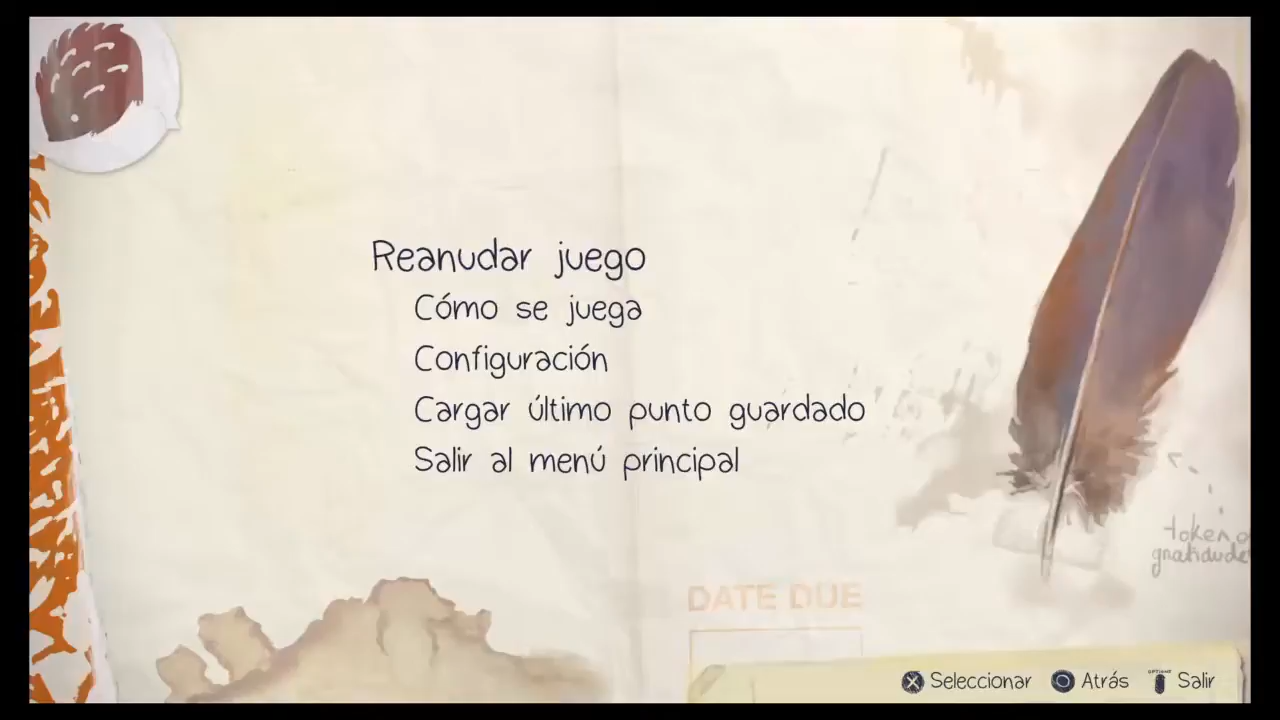 Reanudar juego
Cómo se juega
Configuración
Cargar último punto guardado
Salir al menú principal
token o
gratidude
DATE DUE
OPTIONS
Seleccionar Atrás Salir